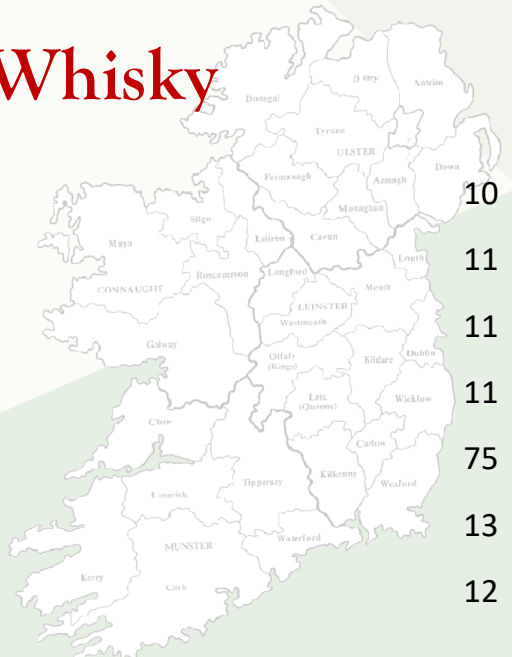 Whisky
Derry
Antrim
Donegal
Tyrone
ULSTER
Down
Fermanagh
Armagh
10
Monaghan
Sligo
Leitrim
Cavan
Mayo
Louth
11
Roscommon
Longford
CONNAUGHT
Meath
LEINSTER
Westmeath
11
Galway
Offaly
(Kings)
Kildare
Dublin
Leix
(Queens)
Wicklow
11
Clare
Carlow
75
Kilkenny
Wexford
Tipperary
Limerick
13
Waterford
MUNSTER
Kerry
Cork
12